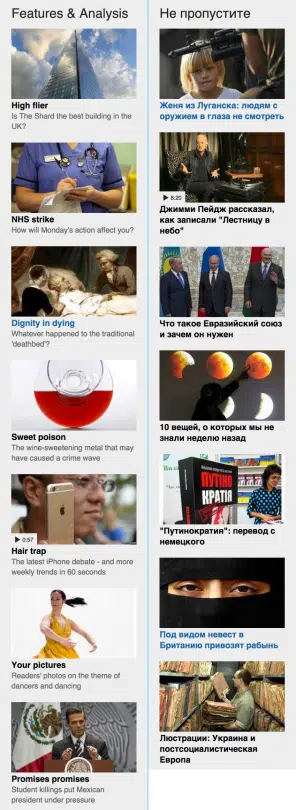 Features & Analysis
High flier
Is The Shard the best building in the
UK?
NHS strike
How will Monday's action affect you?
Dignity in dying
Whatever happened to the traditional
'deathbed'?
Sweet poison
The wine-sweetening metal that may
have caused a crime wave
0:57
Hair trap
The latest iPhone debate - and more
weekly trends in 60 seconds
Your pictures
Readers' photos on the theme of
dancers and dancing
Promises promises
Student killings put Mexican
president under pressure
Не пропустите
Женя из Луганска: людям с
оружием в глаза не смотреть
6:20
Джимми Пейдж рассказал,
как записали "Лестницу в
небо"
Что такое Евразийский союз
и зачем он нужен
10 вещей, о которых мы не
знали неделю назад
ПУТИНО
КРАТІЯ
"Путинократия": перевод с
немецкого
Под видом невест в
Британию привозят рабынь
Люстрации: Украина и
постсоциалистическая
Европа